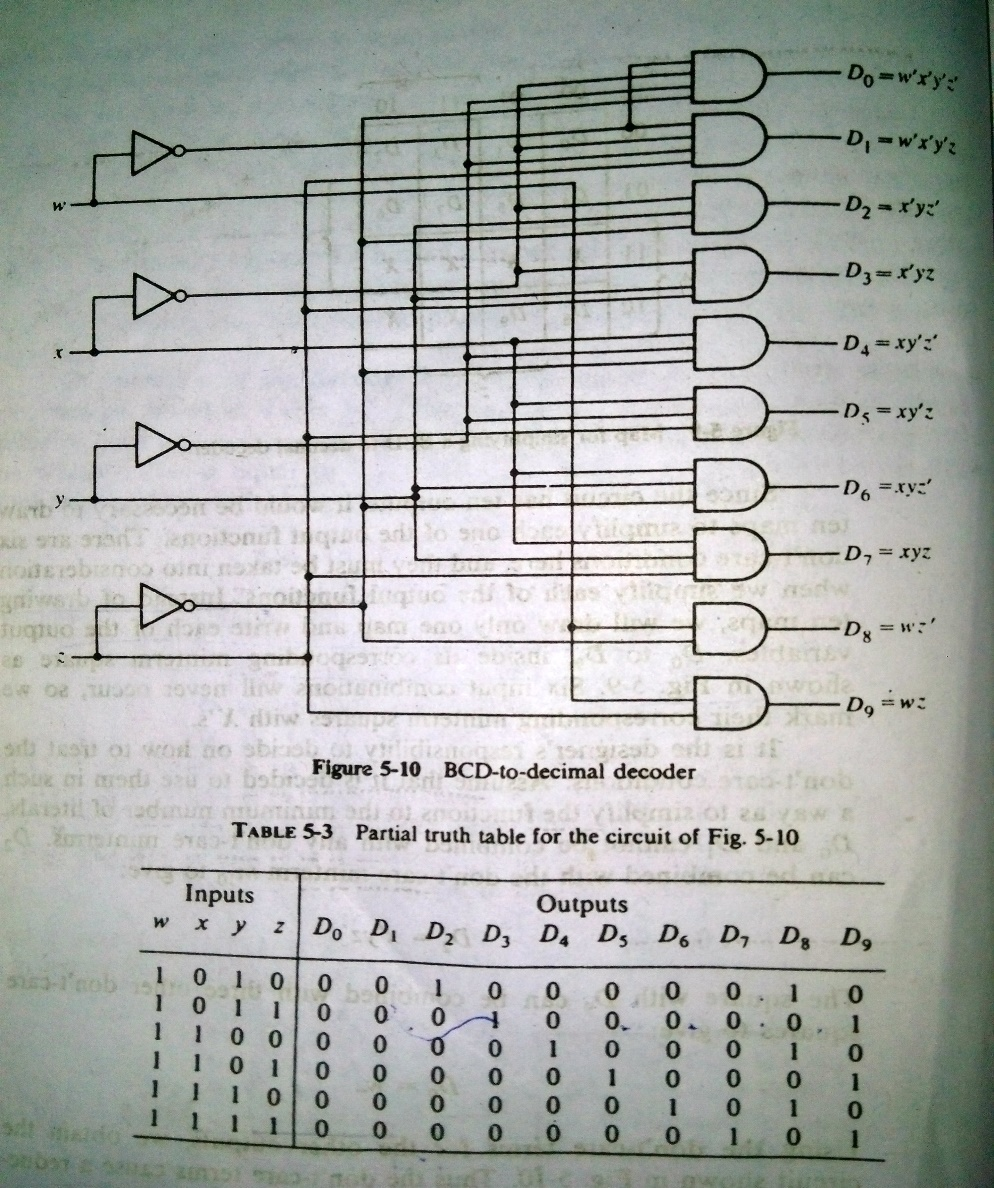 D₀ = w'x'y'z'
D₁ = w'x'y'z
w
D₂ = x'yz'
D₃ = x'yz
x
D₄ = xy'z'
D₅ = xy'z
y
D₆ = xyz'
D₇ = xyz
D₈ = wz'
z
D₉ = wz
Figure 5-10 BCD-to-decimal decoder
TABLE 5-3 Partial truth table for the circuit of Fig. 5-10
Inputs Outputs
w x y z D₀ D₁ D₂ D₃ D₄ D₅ D₆ D₇ D₈ D₉
1 0 1 0 0 0 1 0 0 0 0 0 1 0
1 0 1 1 0 0 0 1 0 0 0 0 0 1
1 1 0 0 0 0 0 0 1 0 0 0 1 0
1 1 0 1 0 0 0 0 0 1 0 0 0 1
1 1 1 0 0 0 0 0 0 0 1 0 1 0
1 1 1 1 0 0 0 0 0 0 0 1 0 1